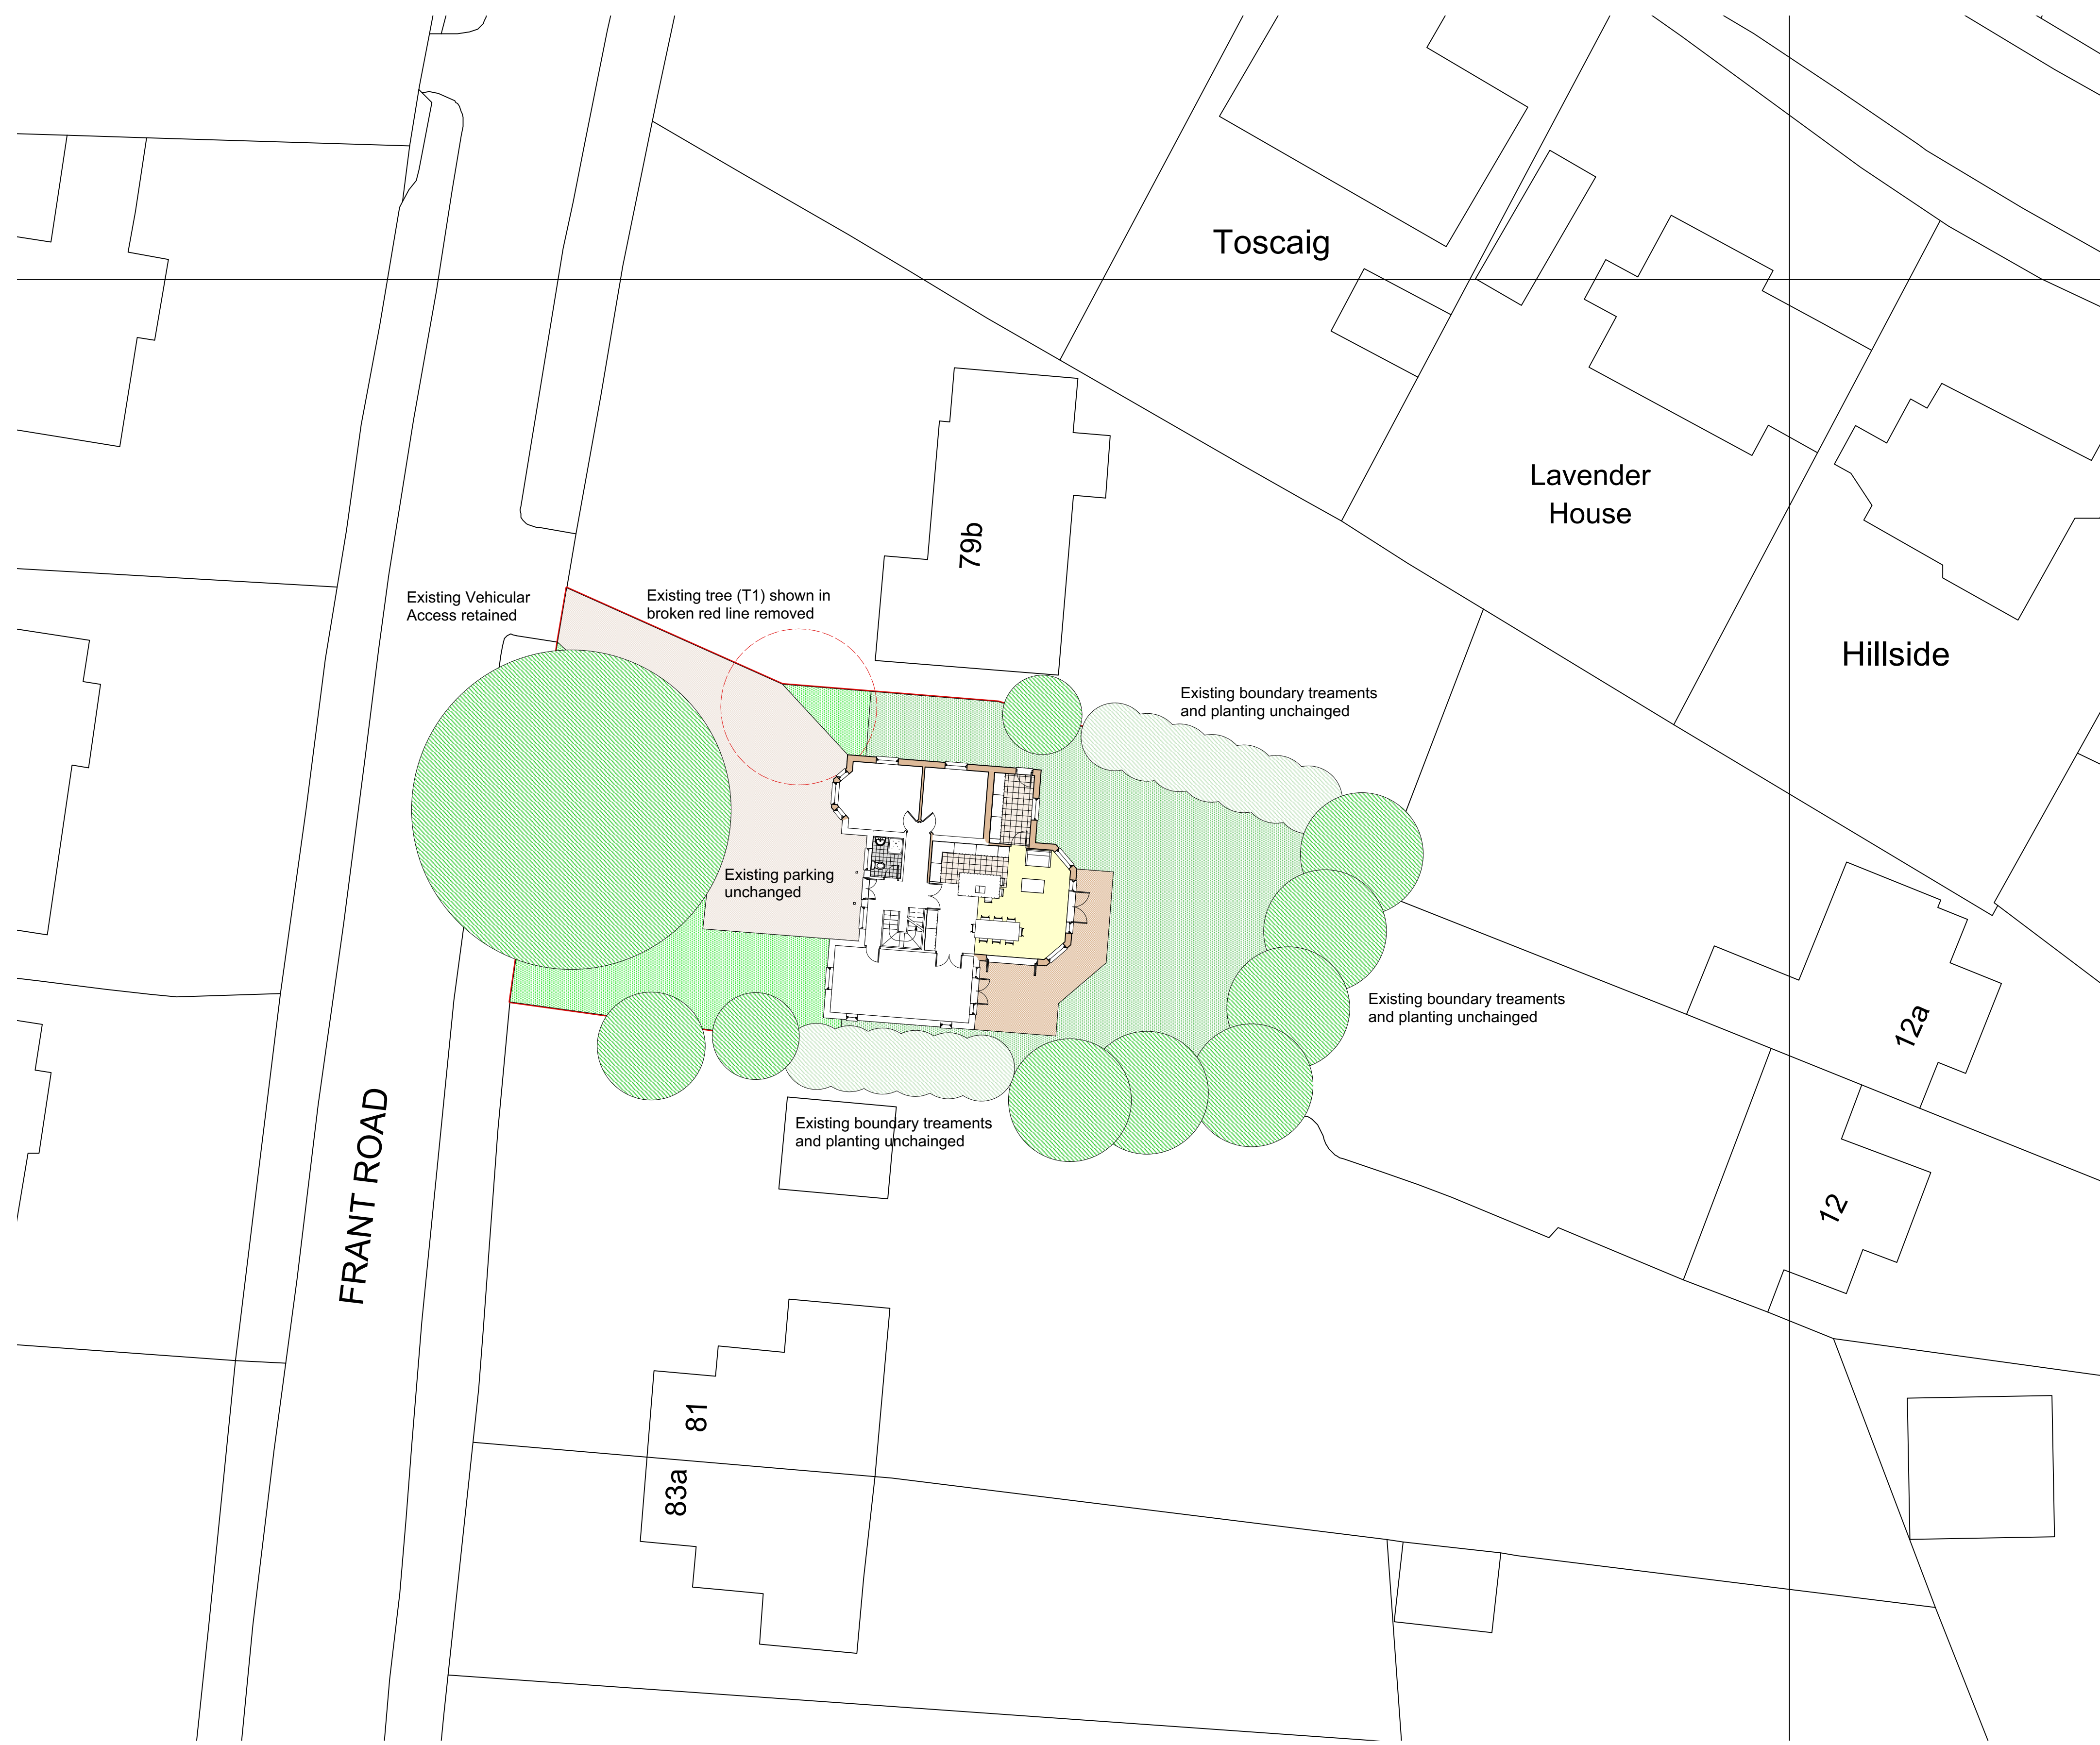 Toscaig
Lavender
House
79b
Existing Vehicular
Access retained
Existing tree (T1) shown in
broken red line removed
Hillside
Existing boundary treaments
and planting unchainged
Existing parking
unchanged
Existing boundary treaments
and planting unchainged
12a
FRANT ROAD
Existing boundary treaments
and planting unchainged
12
81
83a